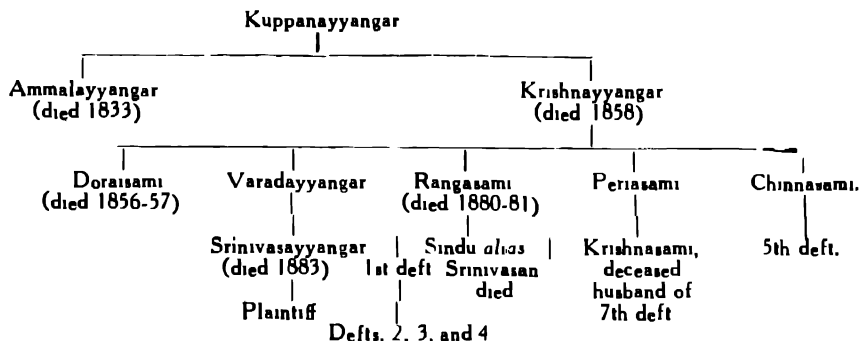 Kuppanayyangar
Ammalayyangar Krishnayyangar
(died 1833) (died 1858)
Doraisami Varadayyangar Rangasami Periasami Chinnasami.
(died 1856-57) (died 1880-81)
Srinivasayyangar Sindu alias Krishnasami, 5th deft.
(died 1883) 1st deft Srinivasan deceased
died husband of
Plaintiff 7th deft
Defts. 2, 3, and 4